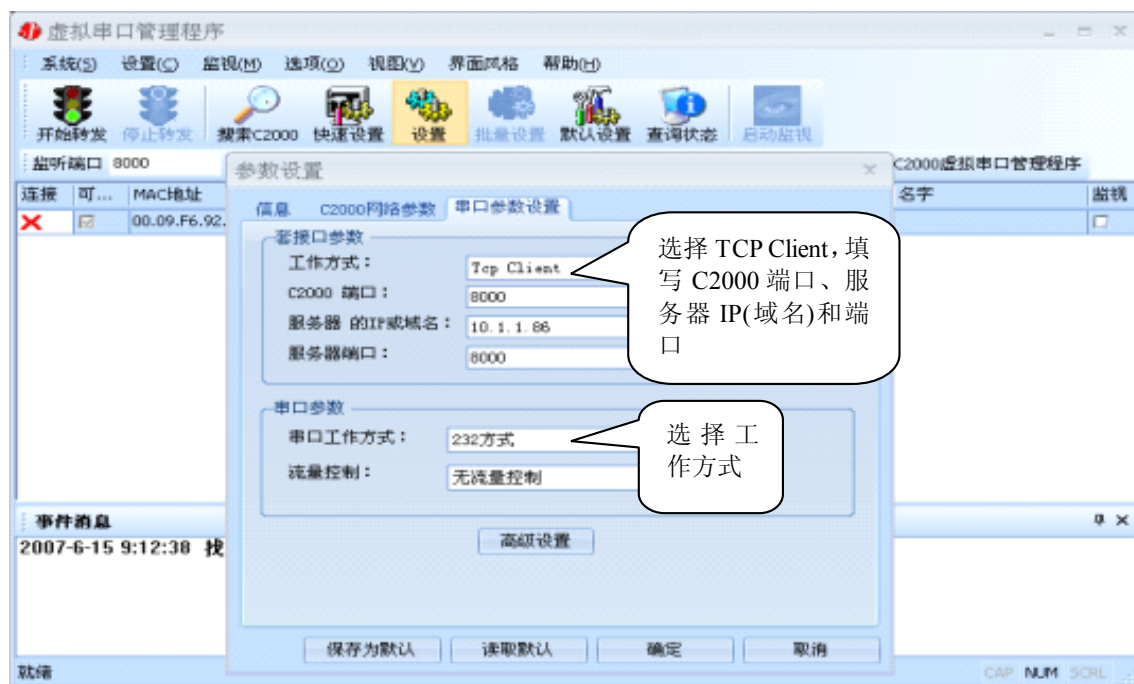 虚拟串口管理程序
系统(S) 设置(C) 监视(M) 选项(O) 视图(V) 界面风格 帮助(H)
开始转发 停止转发 搜索C2000 快速设置 设置 批量设置 默认设置 查询状态 启动监视
监听端口 8000
C2000虚拟串口管理程序
连接 可... MAC地址 名字 监视
00.09.F6.92.
参数设置
信息 C2000网络参数 串口参数设置
套接口参数
工作方式： Tcp Client
C2000 端口： 8000
服务器 的IP或域名： 10.1.1.86
服务器端口： 8000
选择 TCP Client，填
写 C2000 端口、服
务器 IP(域名)和端
口
串口参数
串口工作方式： 232方式
流量控制： 无流量控制
选择工
作方式
高级设置
保存为默认 读取默认 确定 取消
事件消息
2007-6-15 9:12:38 找
就绪
CAP NUM SCRL